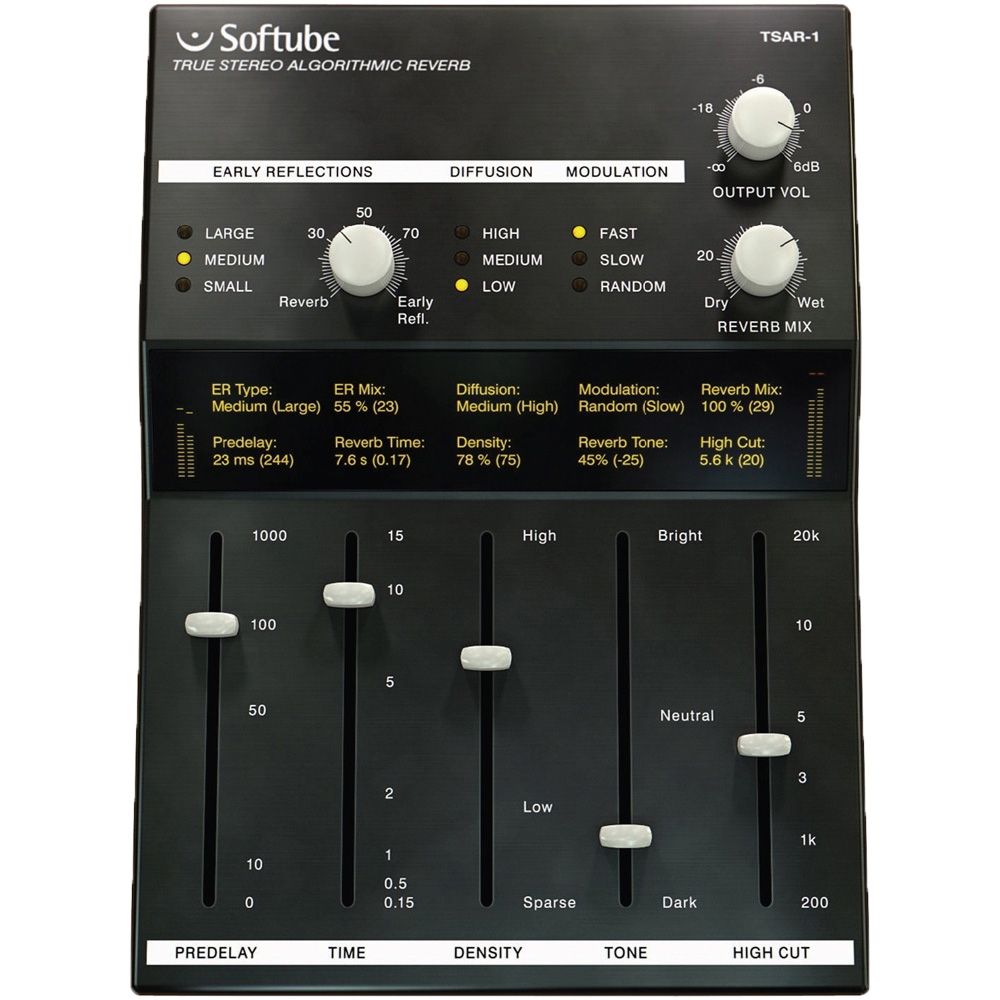 Softube
TSAR-1
TRUE STEREO ALGORITHMIC REVERB
-6
-18
0
-∞
6dB
OUTPUT VOL
EARLY REFLECTIONS
DIFFUSION
MODULATION
LARGE
MEDIUM
SMALL
50
30
70
Reverb
Early
Refl.
HIGH
MEDIUM
LOW
FAST
SLOW
RANDOM
20
Dry
Wet
REVERB MIX
ER Type:
Medium (Large)
ER Mix:
55 % (23)
Diffusion:
Medium (High)
Modulation:
Random (Slow)
Reverb Mix:
100 % (29)
Predelay:
23 ms (244)
Reverb Time:
7.6 s (0.17)
Density:
78 % (75)
Reverb Tone:
45% (-25)
High Cut:
5.6 k (20)
1000
100
50
10
0
PREDELAY
15
10
5
2
1
0.5
0.15
TIME
High
Low
Sparse
DENSITY
Bright
Neutral
Dark
TONE
20k
10
5
3
1k
200
HIGH CUT